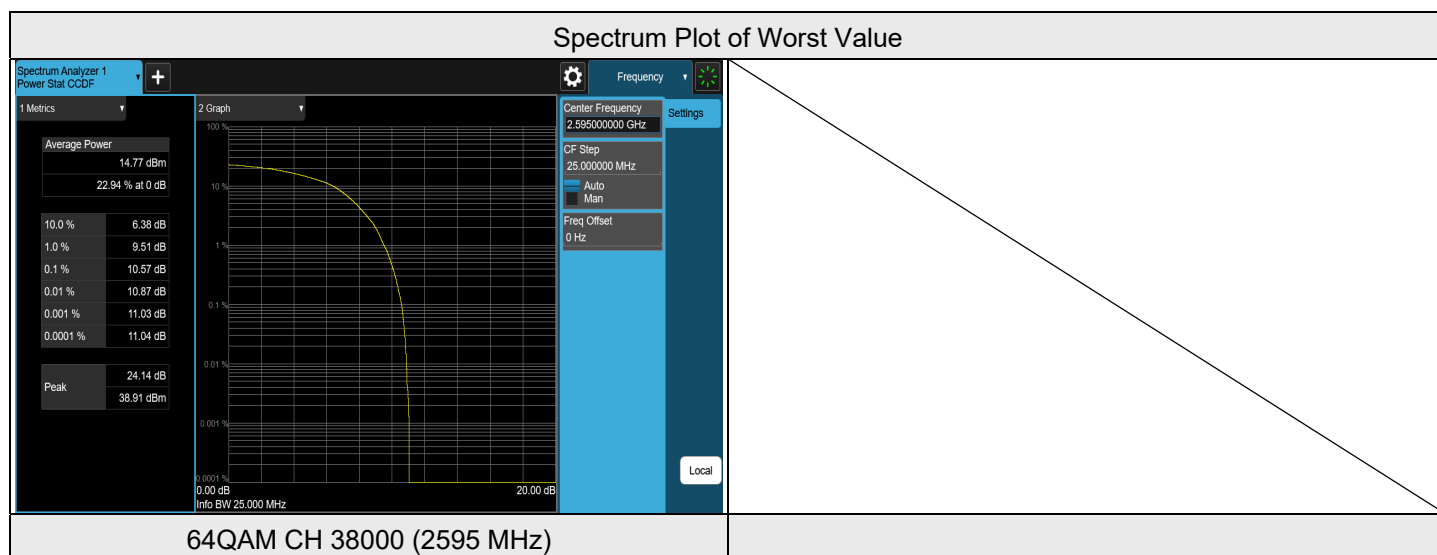 Spectrum Plot of Worst Value
Spectrum Analyzer 1
Power Stat CCDF
+
Frequency
1 Metrics
2 Graph
Average Power
14.77 dBm
22.94 % at 0 dB
10.0 % 6.38 dB
1.0 % 9.51 dB
0.1 % 10.57 dB
0.01 % 10.87 dB
0.001 % 11.03 dB
0.0001 % 11.04 dB
Peak 24.14 dB
38.91 dBm
100 %
10 %
1 %
0.1 %
0.01 %
0.001 %
0.0001 %
0.00 dB 20.00 dB
Info BW 25.000 MHz
Center Frequency
2.595000000 GHz
CF Step
25.000000 MHz
Auto
Man
Freq Offset
0 Hz
Settings
Local
64QAM CH 38000 (2595 MHz)